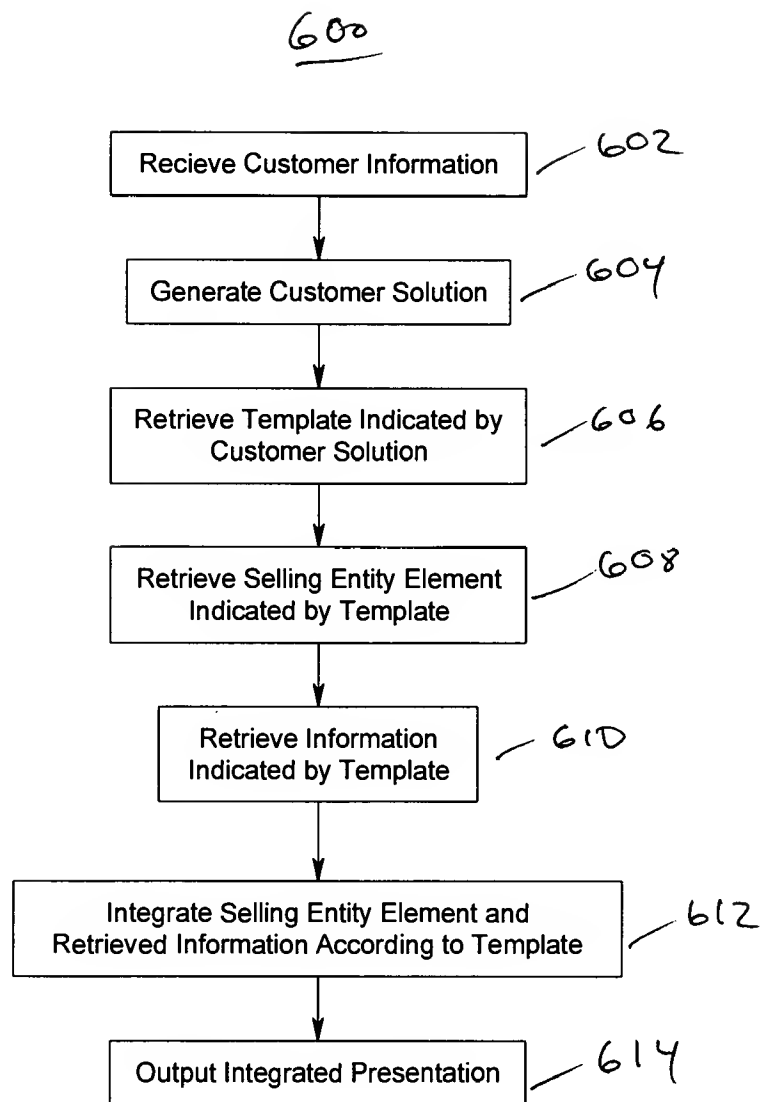 600
Recieve Customer Information
602
Generate Customer Solution
604
Retrieve Template Indicated by
Customer Solution
606
Retrieve Selling Entity Element
Indicated by Template
608
Retrieve Information
Indicated by Template
610
Integrate Selling Entity Element and
Retrieved Information According to Template
612
Output Integrated Presentation
614